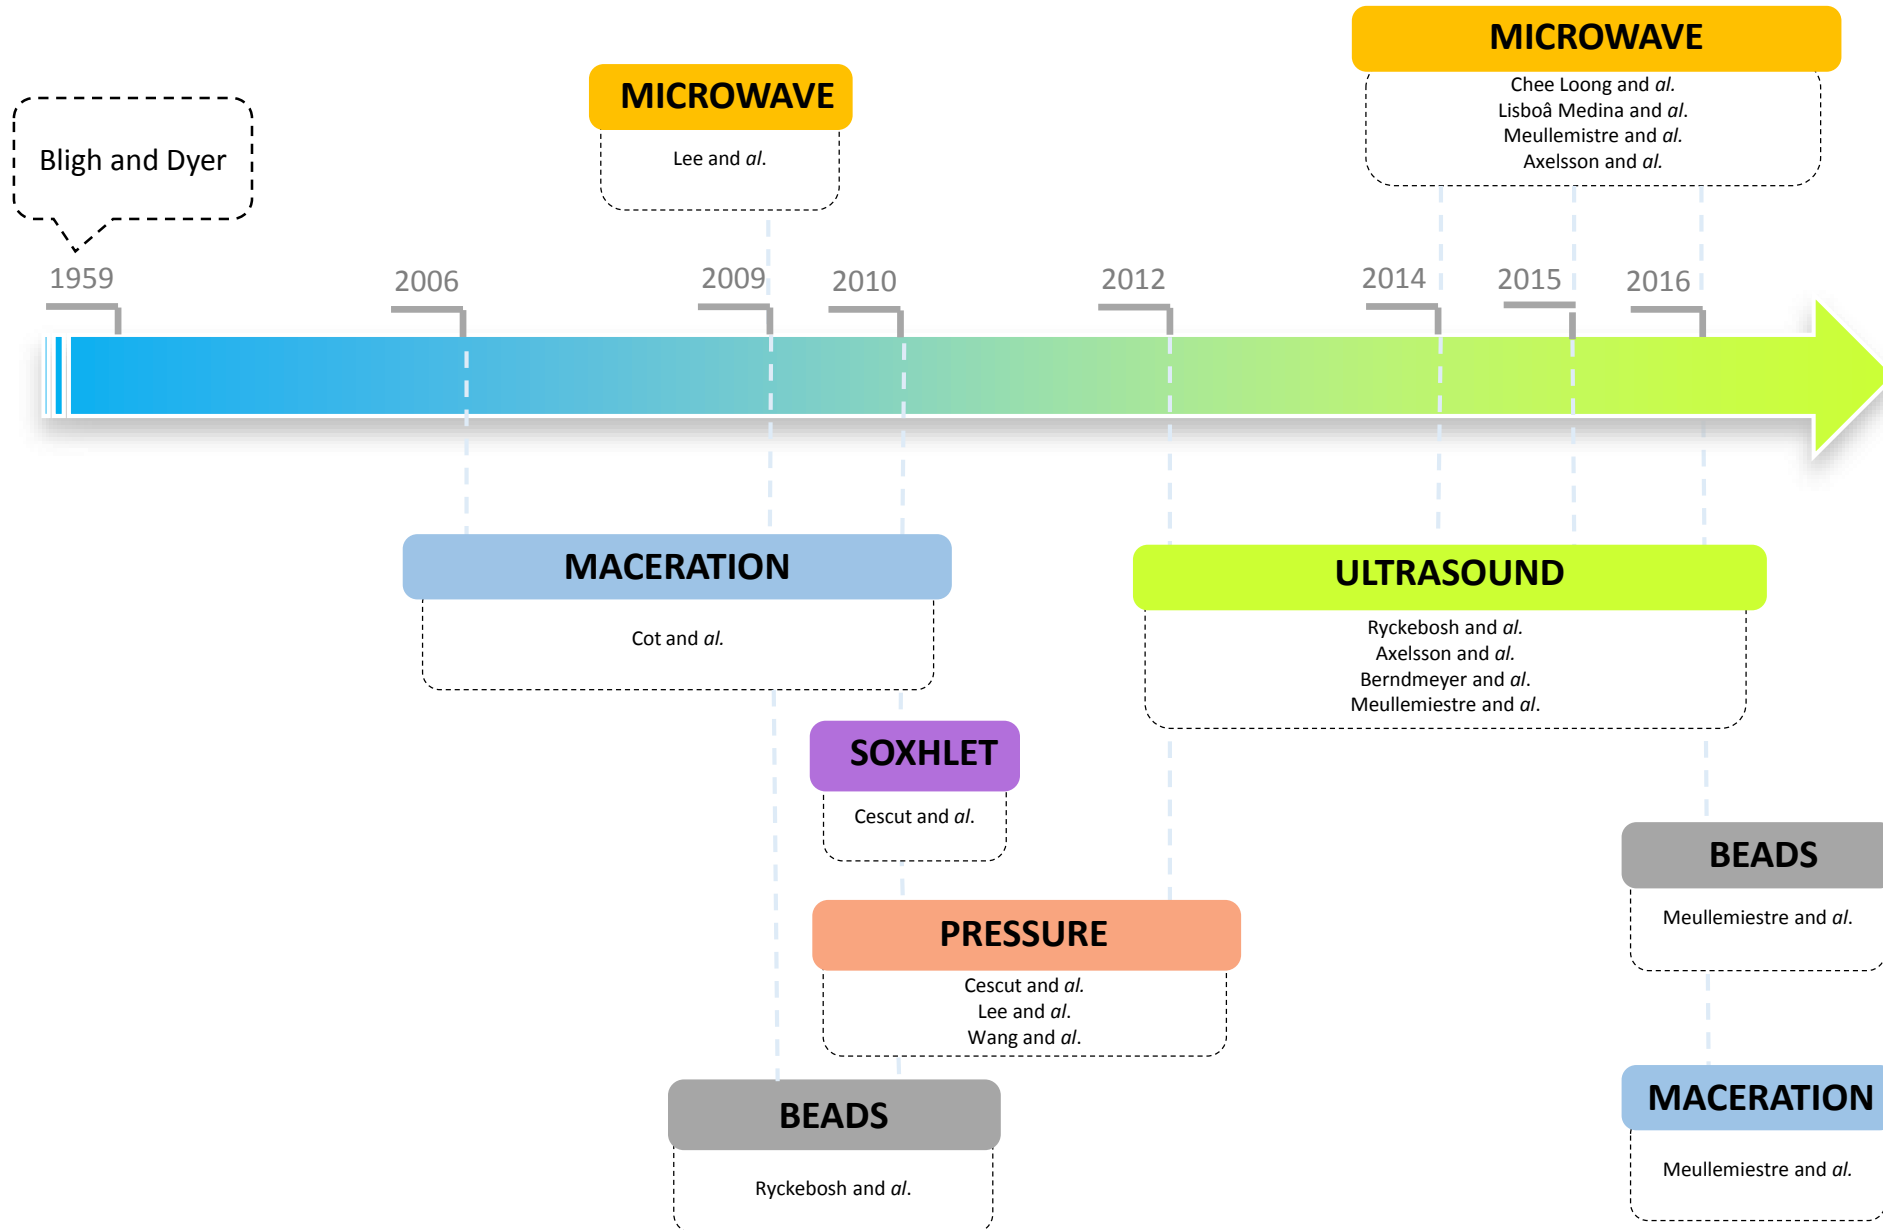 MICROWAVE
Chee Loong and al.
Lisboâ Medina and al.
Meullemistre and al.
Axelsson and al.
MICROWAVE
Lee and al.
Bligh and Dyer
1959
2006
2009
2010
2012
2014
2015
2016
MACERATION
Cot and al.
ULTRASOUND
Ryckebosh and al.
Axelsson and al.
Berndmeyer and al.
Meullemiestre and al.
SOXHLET
Cescut and al.
BEADS
Meullemiestre and al.
PRESSURE
Cescut and al.
Lee and al.
Wang and al.
MACERATION
Meullemiestre and al.
BEADS
Ryckebosh and al.